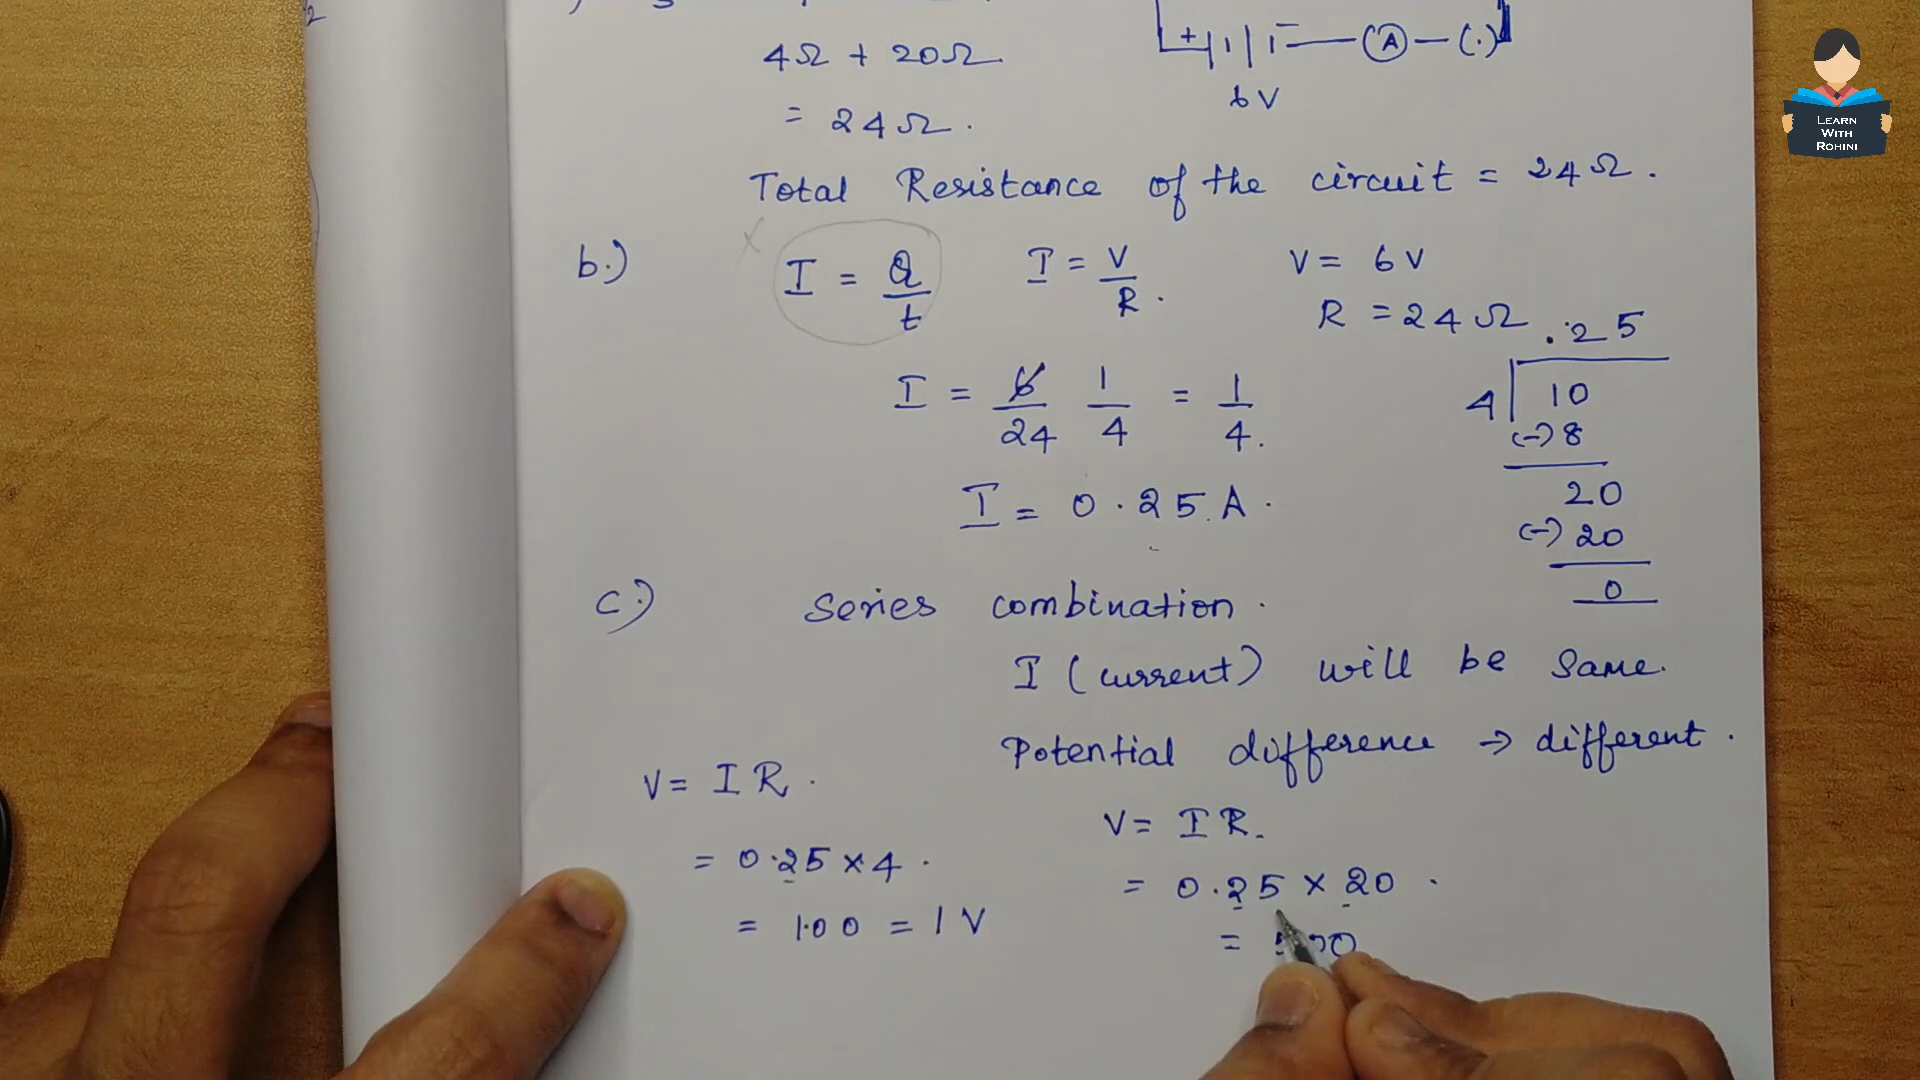 4Ω + 20Ω.
= 24Ω.
+
A
(.)
6V
Total Resistance of the circuit = 24Ω.
b.)
x
I = Q/t
I = V/R.
V = 6V
R = 24Ω
I = 6/24 1/4 = 1/4.
I = 0.25 A.
.25
4 10
(-) 8
20
(-) 20
0
c.) Series combination.
I (current) will be same.
Potential difference → different.
V = IR.
= 0.25 × 4.
= 1.00 = 1 V
V = IR.
= 0.25 × 20.
=
LEARN
WITH
ROHINI